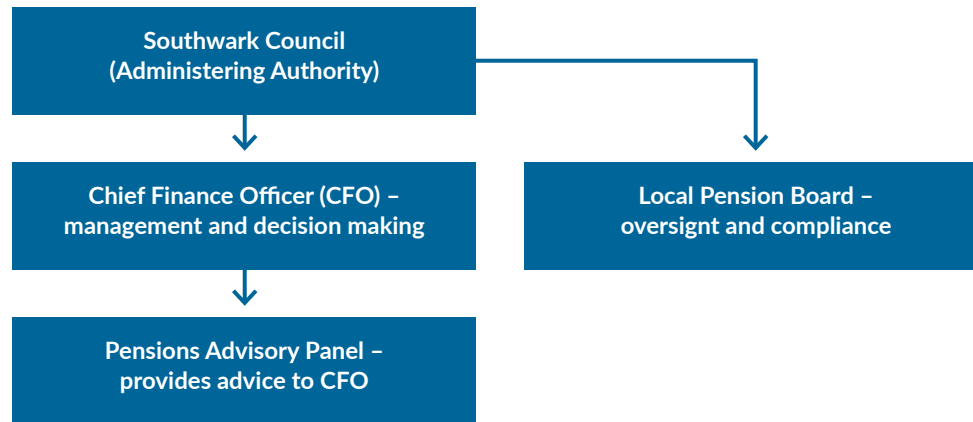 Southwark Council
(Administering Authority)
Chief Finance Officer (CFO) –
management and decision making
Local Pension Board –
oversignt and compliance
Pensions Advisory Panel –
provides advice to CFO